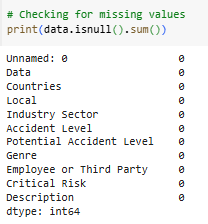 # Checking for missing values
print(data.isnull().sum())
Unnamed: 0 0
Data 0
Countries 0
Local 0
Industry Sector 0
Accident Level 0
Potential Accident Level 0
Genre 0
Employee or Third Party 0
Critical Risk 0
Description 0
dtype: int64